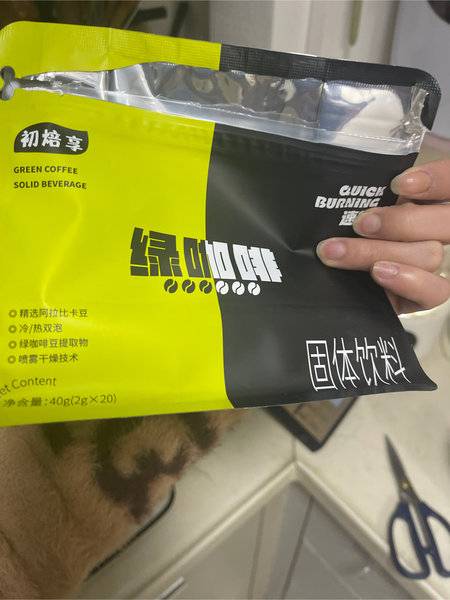 初焙享
GREEN COFFEE
SOLID BEVERAGE
QUICK
BURNING
速
绿咖咖啡
精选阿拉比卡豆
冷/热双泡
绿咖啡豆提取物
喷雾干燥技术
固体饮料
et Content
净含量:40g(2g×20)